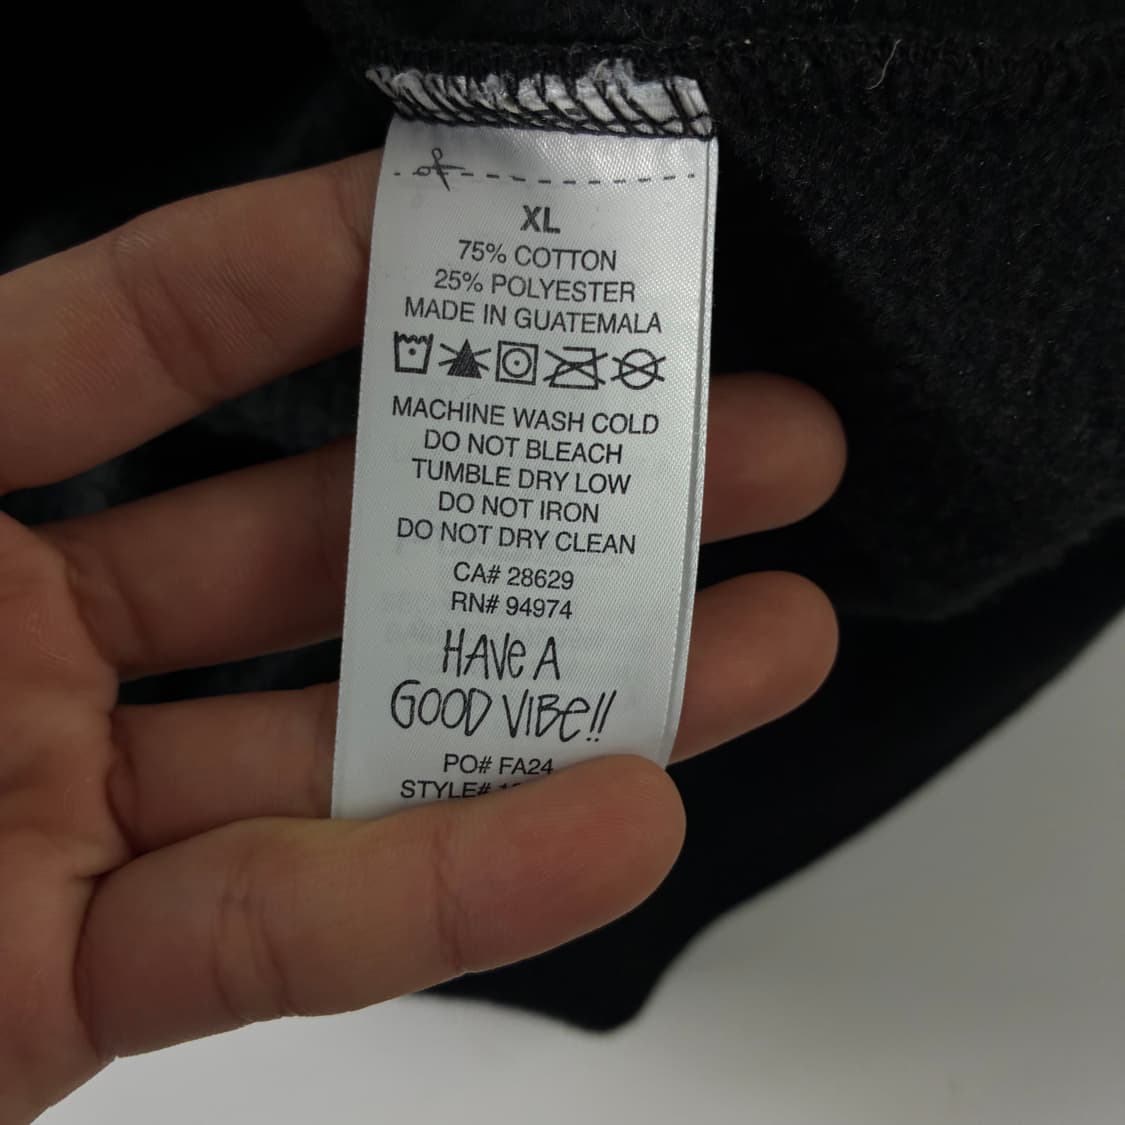 XL
75% COTTON
25% POLYESTER
MADE IN GUATEMALA
MACHINE WASH COLD
DO NOT BLEACH
TUMBLE DRY LOW
DO NOT IRON
DO NOT DRY CLEAN
CA# 28629
RN# 94974
HAVe A
GOOD VIBe!!
PO# FA24
STYLE#